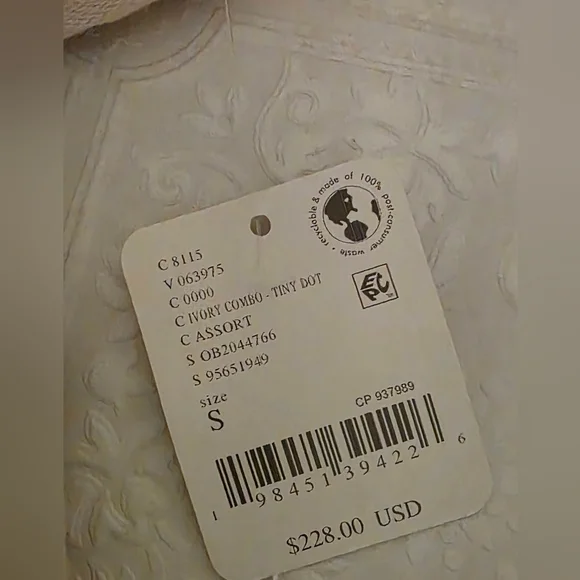 recyclable & made of 100% post-consumer waste •
C 8115
V 063975
C 0000
C IVORY COMBO - TINY DOT
C ASSORT
S OB2044766
S 95651949
size
S
EPC
CP 937989
1 98451 39422 6
$228.00 USD